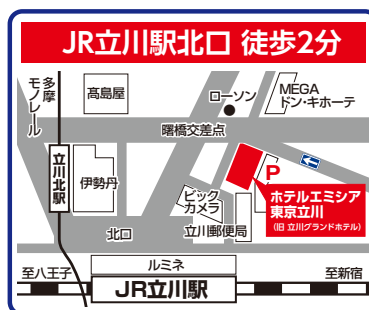 JR立川駅北口 徒歩2分
多摩
モノレール
髙島屋
ローソン
MEGA
ドン・キホーテ
曙橋交差点
立川北駅
伊勢丹
P
ビック
カメラ
ホテルエミシア
東京立川
(旧 立川グランドホテル)
立川郵便局
北口
ルミネ
至八王子
至新宿
JR立川駅